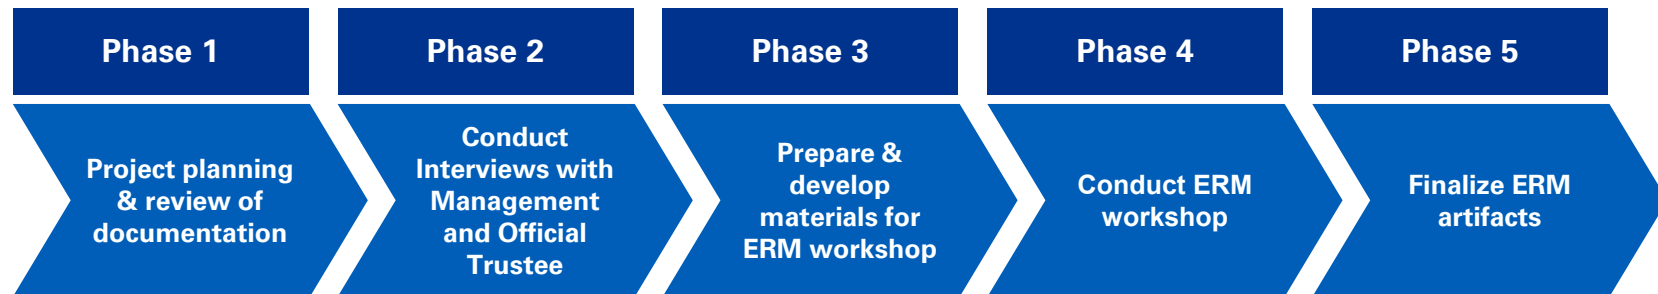 Phase 1
Phase 2
Phase 3
Phase 4
Phase 5
Project planning
& review of
documentation
Conduct
Interviews with
Management
and Official
Trustee
Prepare &
develop
materials for
ERM workshop
Conduct ERM
workshop
Finalize ERM
artifacts